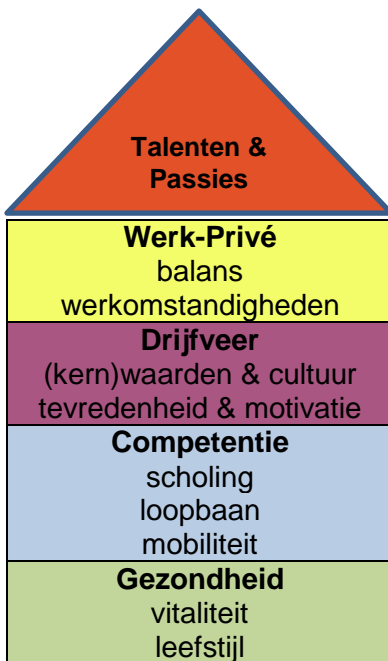 Talenten &
Passies
Werk-Privé
balans
werkomstandigheden
Drijfveer
(kern)waarden & cultuur
tevredenheid & motivatie
Competentie
scholing
loopbaan
mobiliteit
Gezondheid
vitaliteit
leefstijl